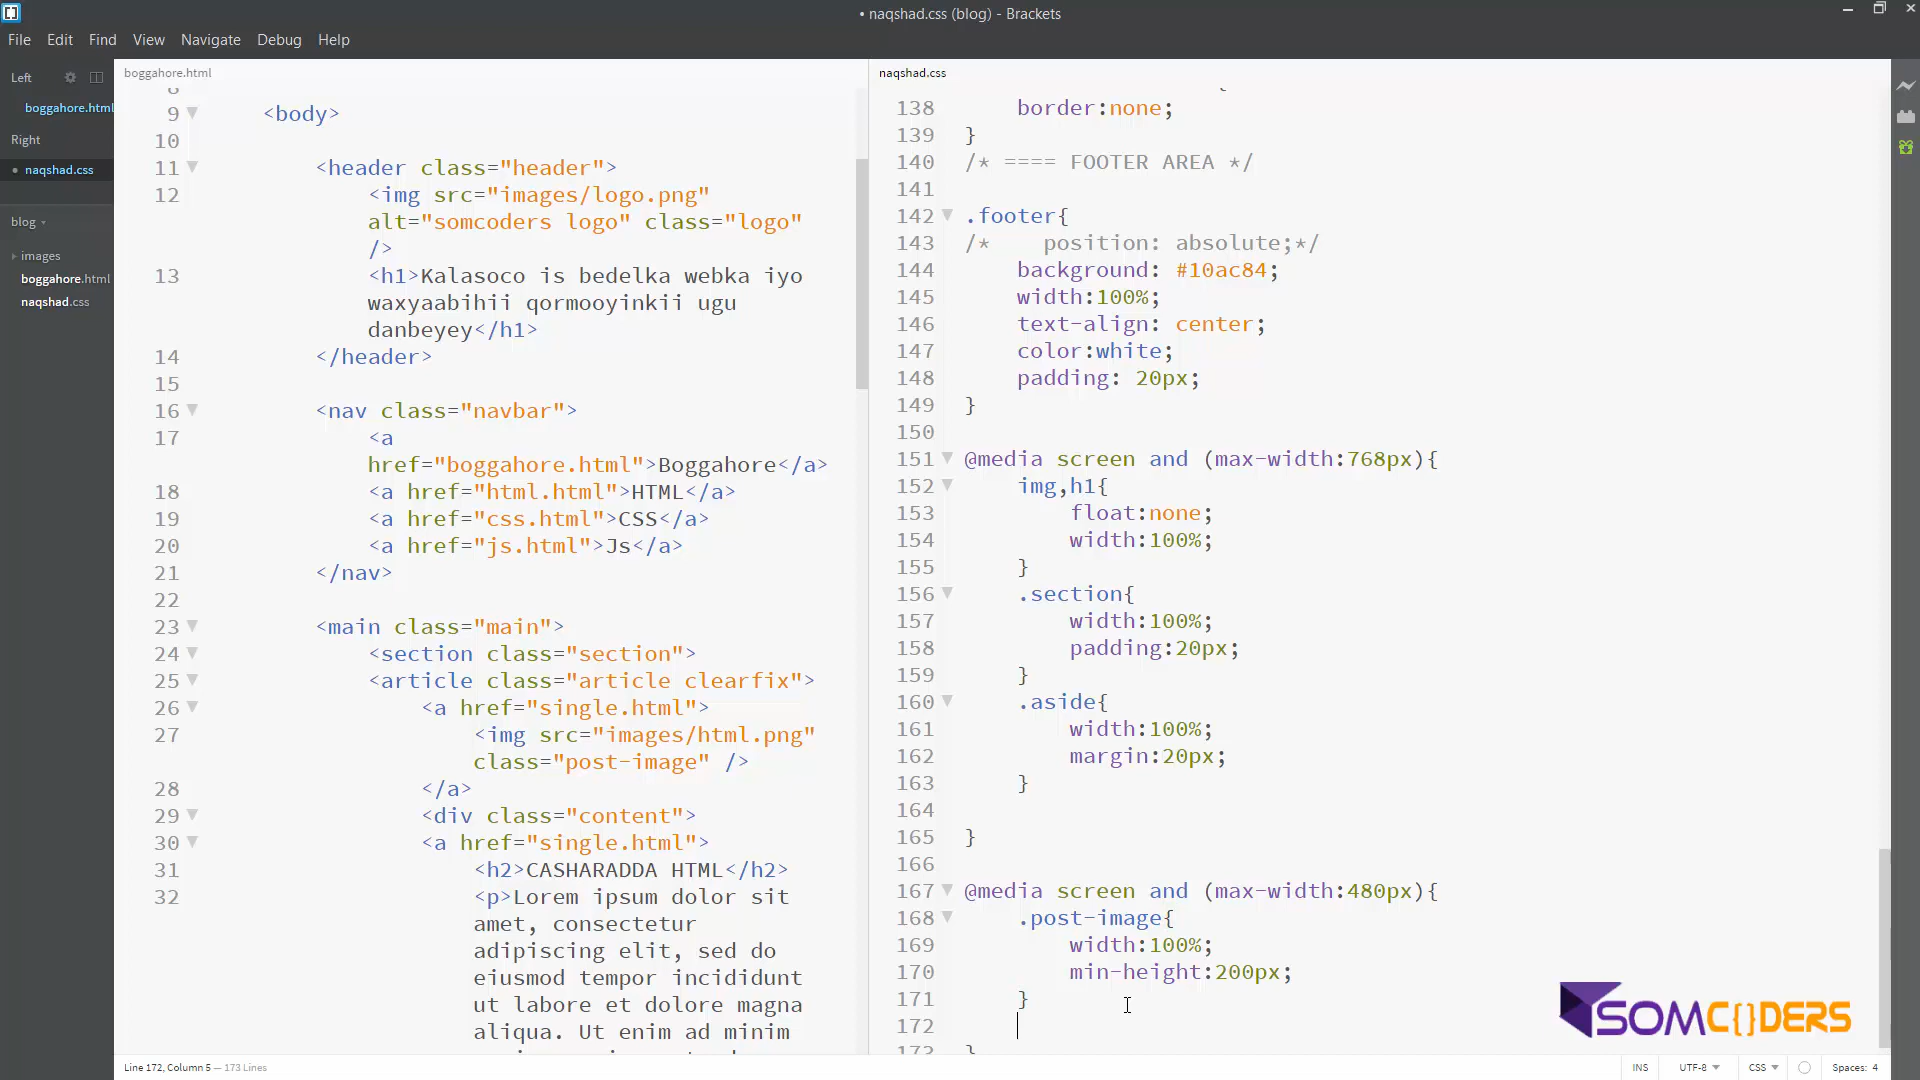 • naqshad.css (blog) - Brackets
File Edit Find View Navigate Debug Help
Left
boggahore.html
Right
• naqshad.css
blog
images
boggahore.html
naqshad.css
boggahore.html
8
9 <body>
10
11 <header class="header">
12 <img src="images/logo.png"
alt="somcoders logo" class="logo"
/>
13 <h1>Kalasoco is bedelka webka iyo
waxyaabihii qormooyinkii ugu
danbeyey</h1>
14 </header>
15
16 <nav class="navbar">
17 <a
href="boggahore.html">Boggahore</a>
18 <a href="html.html">HTML</a>
19 <a href="css.html">CSS</a>
20 <a href="js.html">Js</a>
21 </nav>
22
23 <main class="main">
24 <section class="section">
25 <article class="article clearfix">
26 <a href="single.html">
27 <img src="images/html.png"
class="post-image" />
28 </a>
29 <div class="content">
30 <a href="single.html">
31 <h2>CASHARADDA HTML</h2>
32 <p>Lorem ipsum dolor sit
amet, consectetur
adipiscing elit, sed do
eiusmod tempor incididunt
ut labore et dolore magna
aliqua. Ut enim ad minim
naqshad.css
{
138 border:none;
139 }
140 /* ==== FOOTER AREA */
141
142 .footer{
143 /* position: absolute;*/
144 background: #10ac84;
145 width:100%;
146 text-align: center;
147 color:white;
148 padding: 20px;
149 }
150
151 @media screen and (max-width:768px){
152 img,h1{
153 float:none;
154 width:100%;
155 }
156 .section{
157 width:100%;
158 padding:20px;
159 }
160 .aside{
161 width:100%;
162 margin:20px;
163 }
164
165 }
166
167 @media screen and (max-width:480px){
168 .post-image{
169 width:100%;
170 min-height:200px;
171 }
172
173 }
SOMC{}DERS
Line 172, Column 5 — 173 Lines
INS UTF-8 CSS Spaces: 4